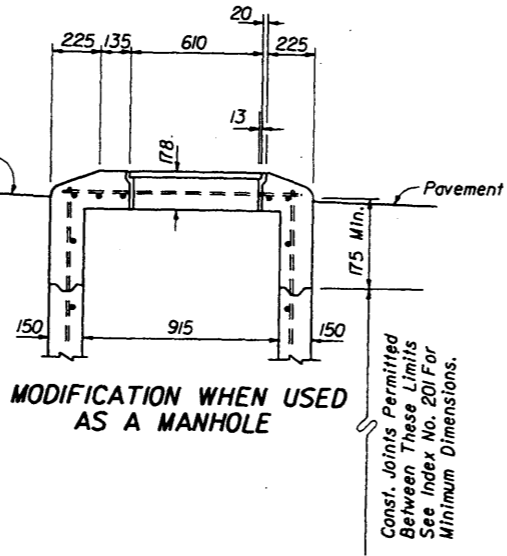 20
225 135 610 225
13
178
Pavement
175 Min.
150 915 150
MODIFICATION WHEN USED
AS A MANHOLE
Const. Joints Permitted
Between These Limits
See Index No. 201 For
Minimum Dimensions.